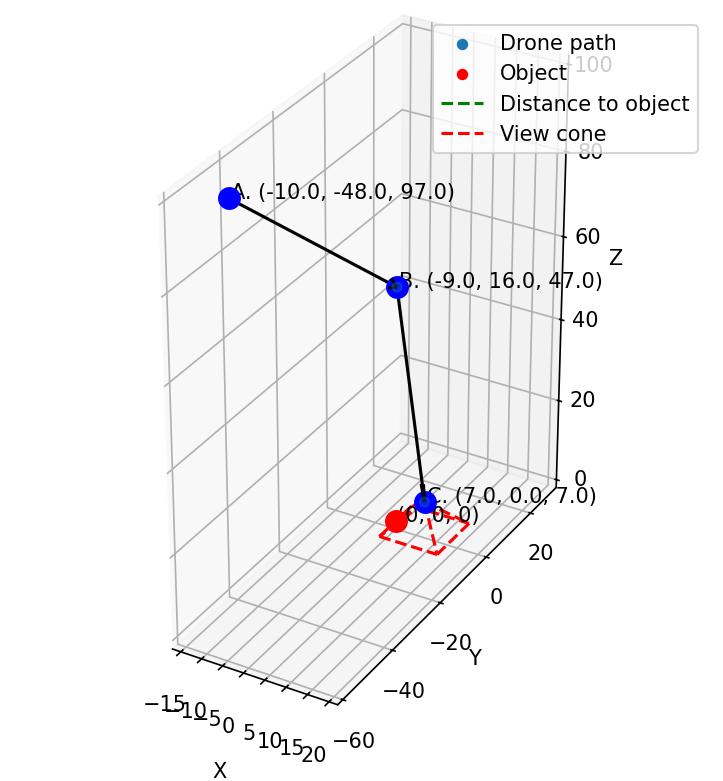 Drone path
Object
Distance to object
View cone
100
80
60
Z
40
20
0
A. (-10.0, -48.0, 97.0)
B. (-9.0, 16.0, 47.0)
C. (7.0, 0.0, 7.0)
(0, 0, 0)
20
0
−20
Y
−40
−60
−15
−10
−5
0
5
10
15
20
X